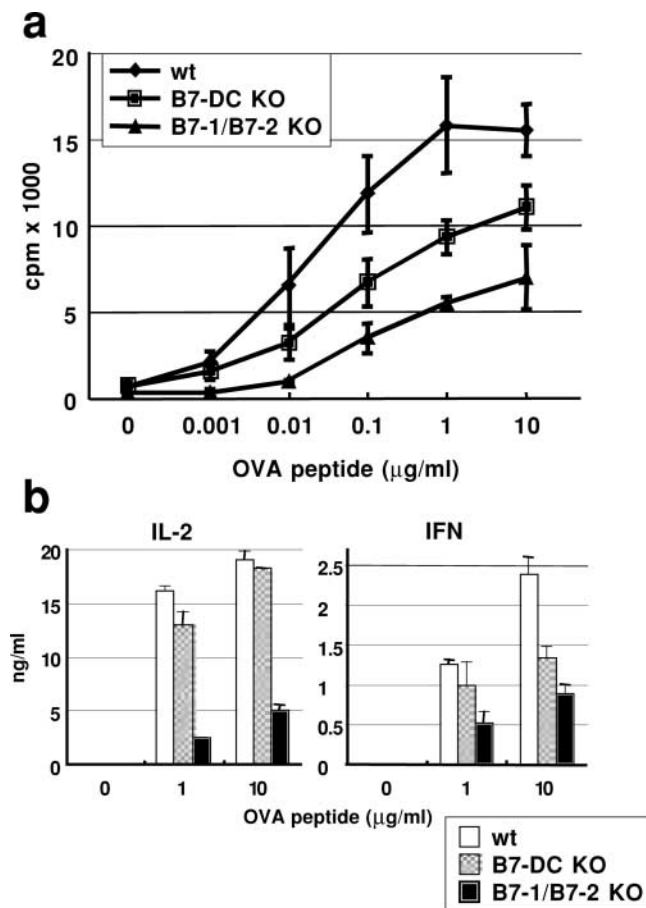 a
20
15
10
5
0
cpm x 1000
wt
B7-DC KO
B7-1/B7-2 KO
0 0.001 0.01 0.1 1 10
OVA peptide (µg/ml)
b
IL-2 IFN
20
15
10
5
0
ng/ml
2.5
2
1.5
1
0.5
0
0 1 10 0 1 10
OVA peptide (µg/ml)
wt
B7-DC KO
B7-1/B7-2 KO